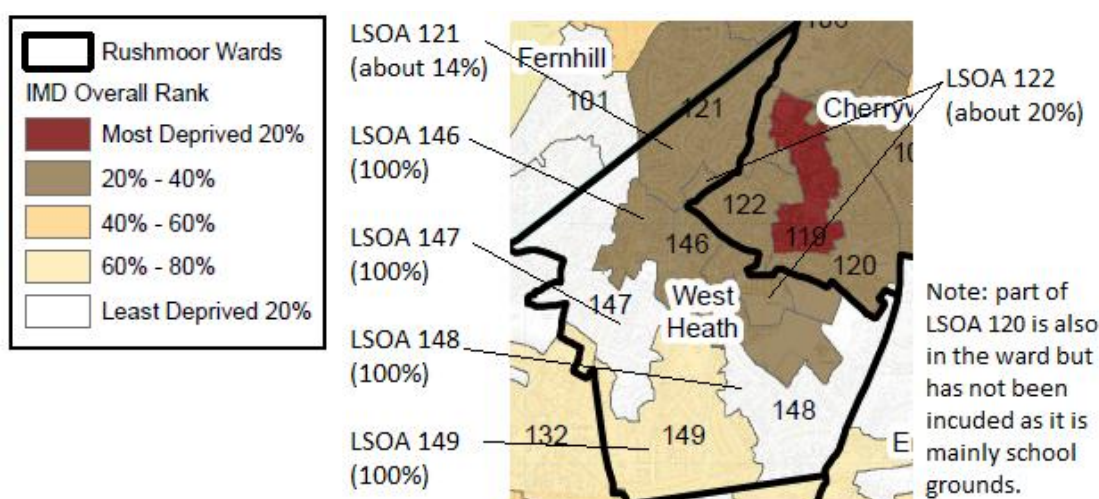 Rushmoor Wards
IMD Overall Rank
Most Deprived 20%
20% - 40%
40% - 60%
60% - 80%
Least Deprived 20%
LSOA 121
(about 14%)
LSOA 146
(100%)
LSOA 147
(100%)
LSOA 148
(100%)
LSOA 149
(100%)
Fernhill
101
121
Cherryv
122
119
146
120
147
West
Heath
148
132
149
LSOA 122
(about 20%)
Note: part of
LSOA 120 is also
in the ward but
has not been
incuded as it is
mainly school
grounds.